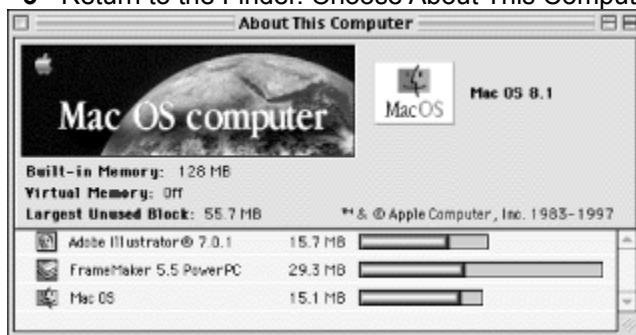 Return to the Finder. Choose About This Comput
About This Computer
Mac OS computer
MacOS
Mac OS 8.1
Built-in Memory: 128 MB
Virtual Memory: Off
Largest Unused Block: 55.7 MB ™ & © Apple Computer, Inc. 1983-1997
Adobe Illustrator® 7.0.1 15.7 MB
FrameMaker 5.5 PowerPC 29.3 MB
Mac OS 15.1 MB